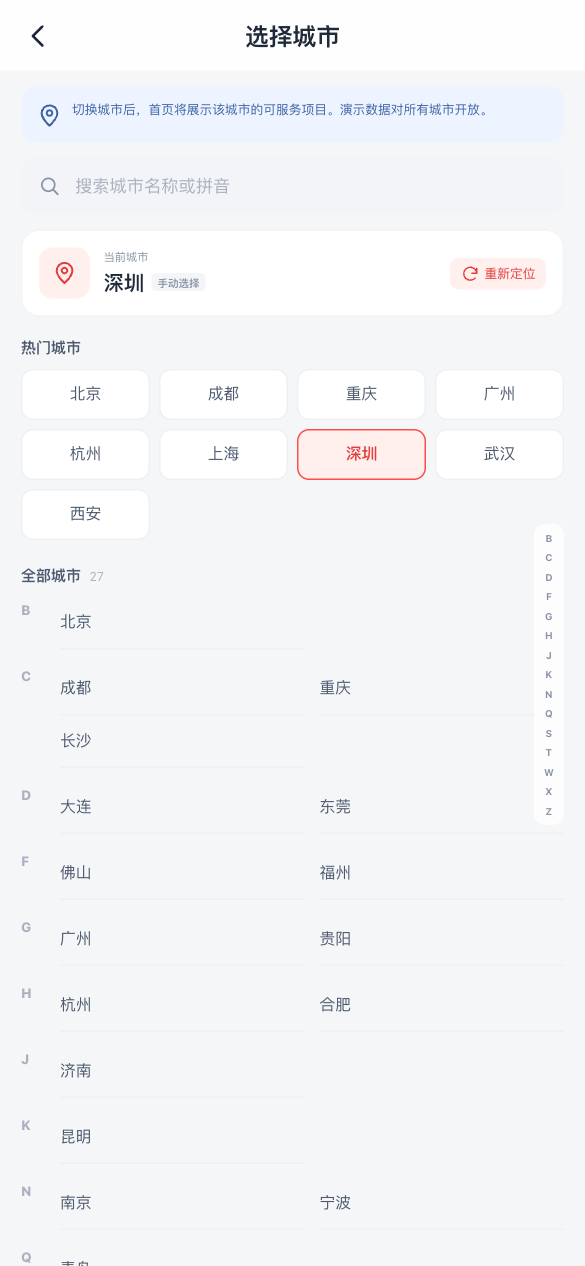 选择城市
切换城市后，首页将展示该城市的可服务项目。演示数据对所有城市开放。
搜索城市名称或拼音
当前城市
深圳 手动选择
重新定位
热门城市
北京 成都 重庆 广州
杭州 上海 深圳 武汉
西安
全部城市 27
B
北京
C
成都 重庆
长沙
D
大连 东莞
F
佛山 福州
G
广州 贵阳
H
杭州 合肥
J
济南
K
昆明
N
南京 宁波
Q
B
C
D
F
G
H
J
K
N
Q
S
T
W
X
Z